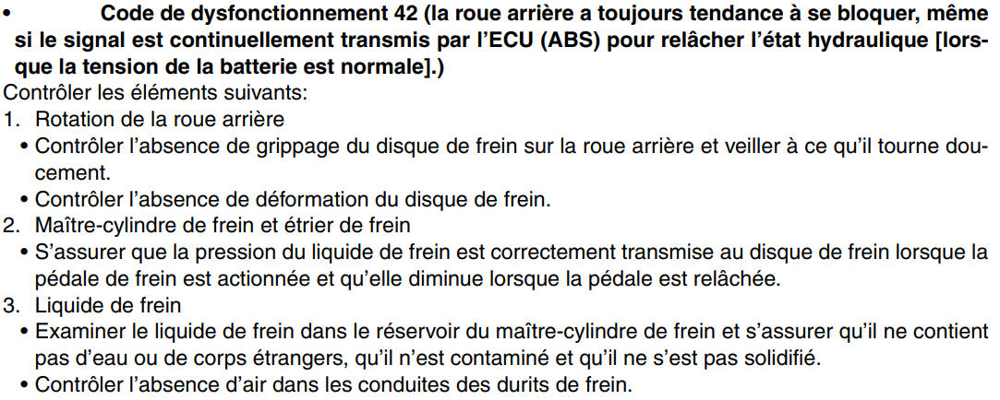 • Code de dysfonctionnement 42 (la roue arrière a toujours tendance à se bloquer, même
si le signal est continuellement transmis par l'ECU (ABS) pour relâcher l'état hydraulique [lors-
que la tension de la batterie est normale].)
Contrôler les éléments suivants:
1. Rotation de la roue arrière
• Contrôler l'absence de grippage du disque de frein sur la roue arrière et veiller à ce qu'il tourne dou-
cement.
• Contrôler l'absence de déformation du disque de frein.
2. Maître-cylindre de frein et étrier de frein
• S'assurer que la pression du liquide de frein est correctement transmise au disque de frein lorsque la
pédale de frein est actionnée et qu'elle diminue lorsque la pédale est relâchée.
3. Liquide de frein
• Examiner le liquide de frein dans le réservoir du maître-cylindre de frein et s'assurer qu'il ne contient
pas d'eau ou de corps étrangers, qu'il n'est contaminé et qu'il ne s'est pas solidifié.
• Contrôler l'absence d'air dans les conduites des durits de frein.